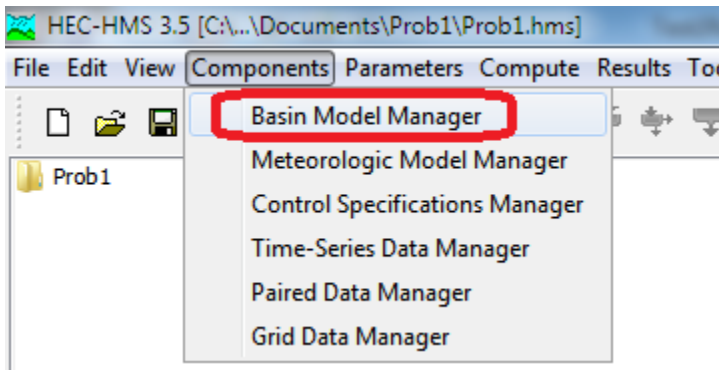 HEC-HMS 3.5 [C:\...\Documents\Prob1\Prob1.hms]
File Edit View Components Parameters Compute Results
Basin Model Manager
Prob1
Meteorologic Model Manager
Control Specifications Manager
Time-Series Data Manager
Paired Data Manager
Grid Data Manager